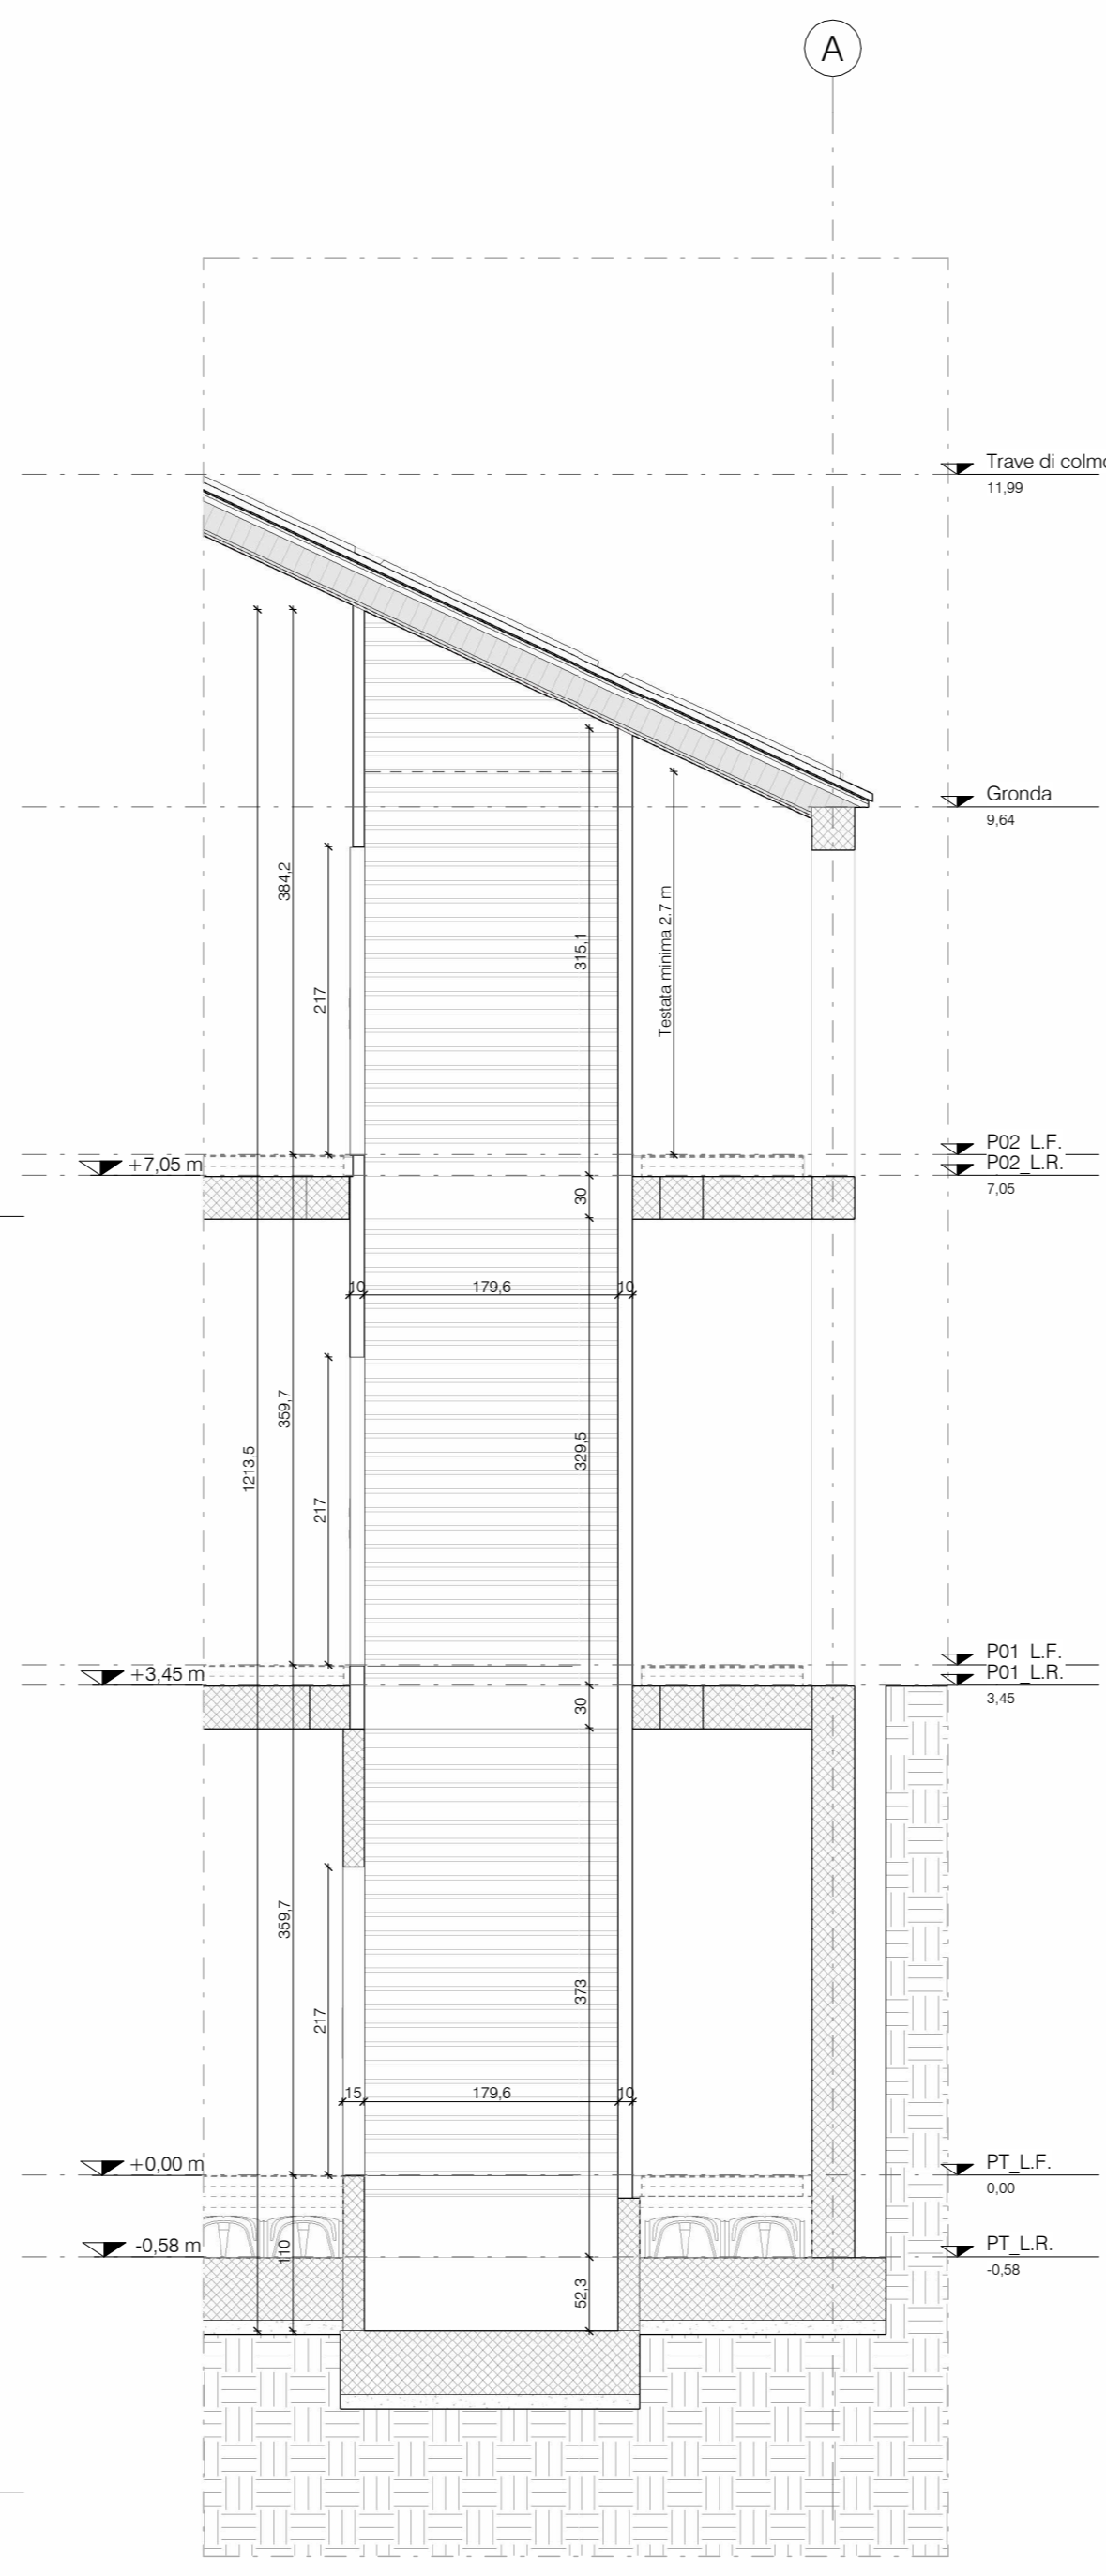 A
Trave di colmo
11,99
Gronda
9,64
384,2
217
315,1
Testata minima 2.7 m
P02 L.F.
+7,05 m
P02_L.R.
7,05
30
10
179,6
10
359,7
1213,5
217
329,5
P01 L.F.
+3,45 m
P01_L.R.
3,45
30
359,7
217
373
15
179,6
10
+0,00 m
PT_L.F.
0,00
-0,58 m
PT_L.R.
-0,58
110
52,3